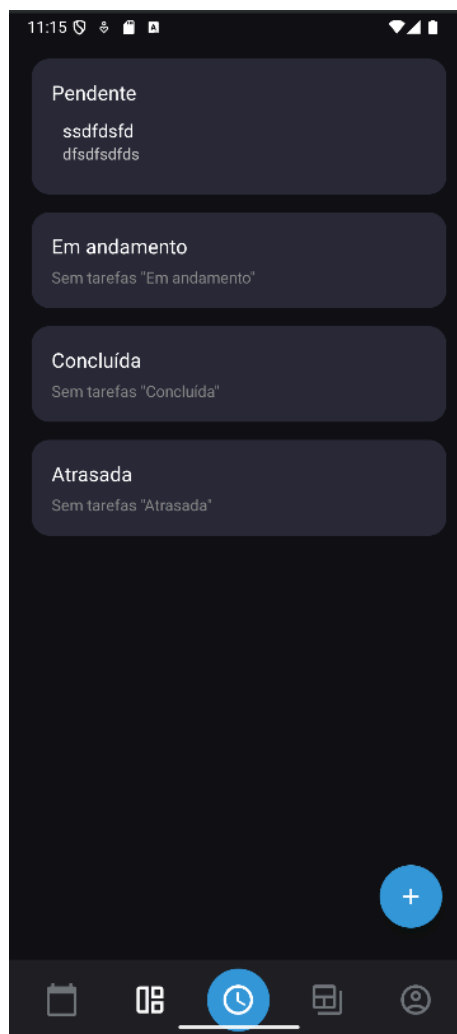 11:15
Pendente
ssdfdsfd
dfsdfsdfds
Em andamento
Sem tarefas "Em andamento"
Concluída
Sem tarefas "Concluída"
Atrasada
Sem tarefas "Atrasada"